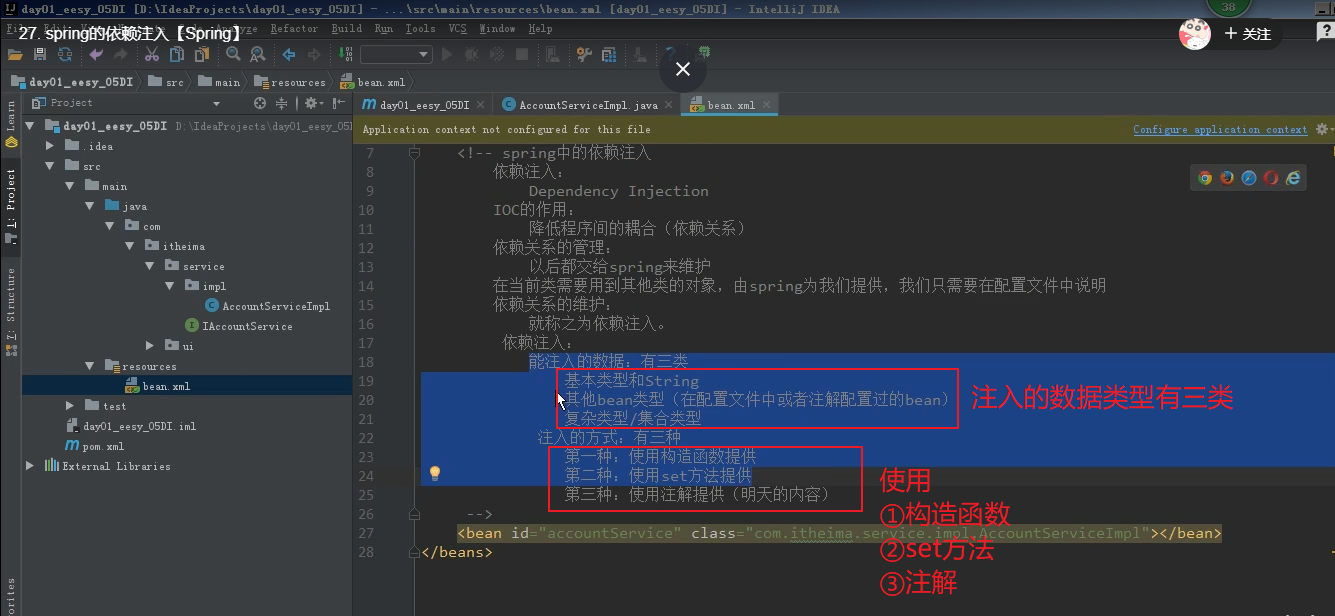 day01_eesy_05DI [D:\IdeaProjects\day01_eesy_05DI] - ...\src\main\resources\bean.xml [day01_eesy_05DI] - IntelliJ IDEA
38
Refactor Build Run Tools VCS Window Help
27. spring的依赖注入【Spring】
+ 关注
day01_eesy_05DI src main resources bean.xml
Project
m day01_eesy_05DI × C AccountServiceImpl.java × bean.xml ×
Learn
1: Project
7: Structure
day01_eesy_05DI D:\IdeaProjects\day01_eesy_05
.idea
src
main
java
com
itheima
service
impl
AccountServiceImpl
IAccountService
ui
resources
bean.xml
test
day01_eesy_05DI.iml
pom.xml
External Libraries
Application context not configured for this file Configure application context
7 <!-- spring中的依赖注入
8 依赖注入：
9 Dependency Injection
10 IOC的作用：
11 降低程序间的耦合（依赖关系）
12 依赖关系的管理：
13 以后都交给spring来维护
14 在当前类需要用到其他类的对象，由spring为我们提供，我们只需要在配置文件中说明
15 依赖关系的维护：
16 就称之为依赖注入。
17 依赖注入：
18 能注入的数据：有三类
19 基本类型和String
20 其他bean类型（在配置文件中或者注解配置过的bean）
21 复杂类型/集合类型
22 注入的方式：有三种
23 第一种：使用构造函数提供
24 第二种：使用set方法提供
25 第三种：使用注解提供（明天的内容）
26 -->
27 <bean id="accountService" class="com.itheima.service.impl.AccountServiceImpl"></bean>
28 </beans>
注入的数据类型有三类
使用
①构造函数
②set方法
③注解